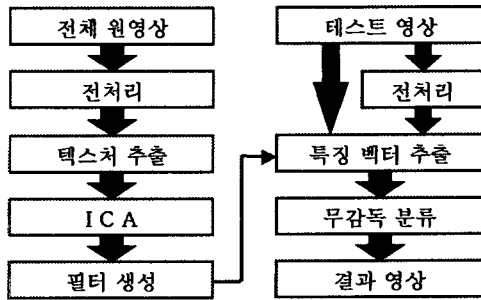 전체 원영상
전처리
텍스처 추출
I C A
필터 생성
테스트 영상
전처리
특징 벡터 추출
무감독 분류
결과 영상